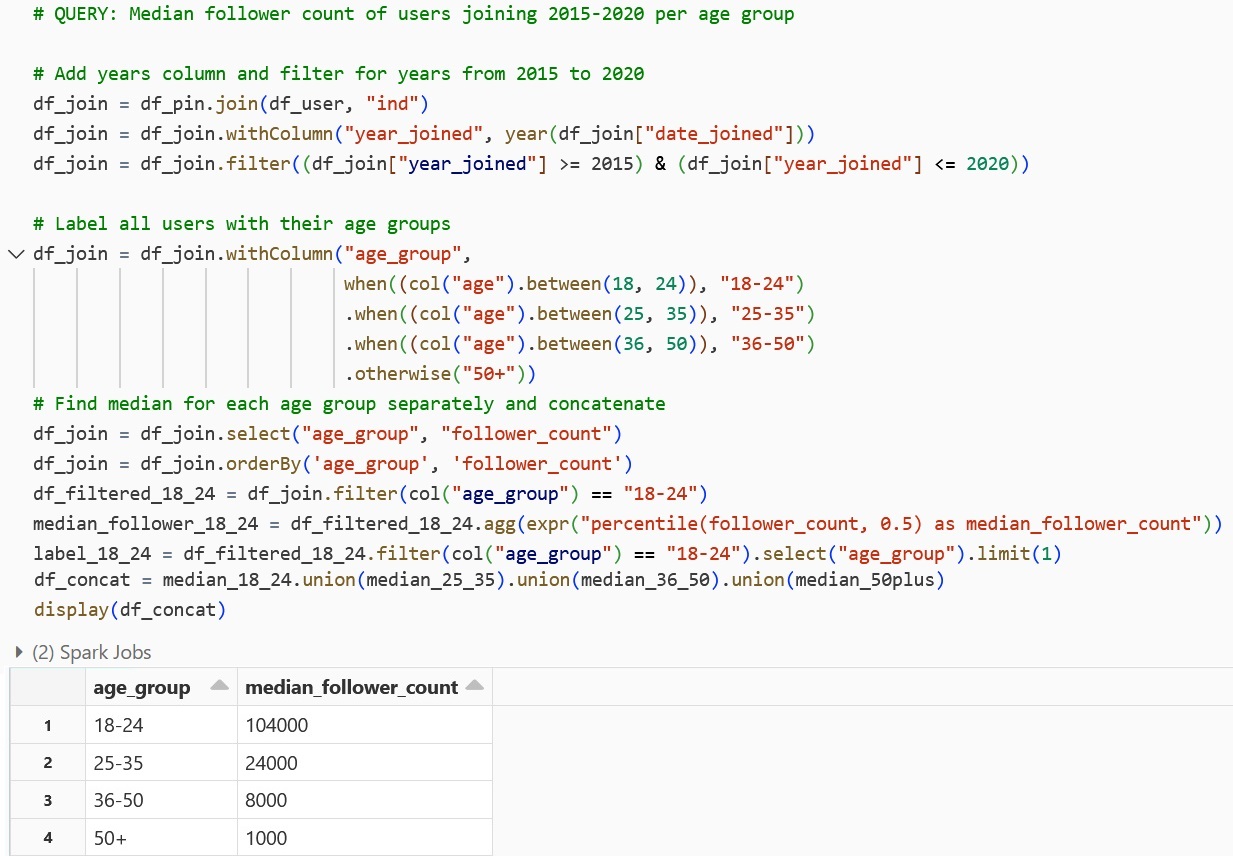 # QUERY: Median follower count of users joining 2015-2020 per age group
# Add years column and filter for years from 2015 to 2020
df_join = df_pin.join(df_user, "ind")
df_join = df_join.withColumn("year_joined", year(df_join["date_joined"]))
df_join = df_join.filter((df_join["year_joined"] >= 2015) & (df_join["year_joined"] <= 2020))
# Label all users with their age groups
df_join = df_join.withColumn("age_group",
when((col("age").between(18, 24)), "18-24")
.when((col("age").between(25, 35)), "25-35")
.when((col("age").between(36, 50)), "36-50")
.otherwise("50+"))
# Find median for each age group separately and concatenate
df_join = df_join.select("age_group", "follower_count")
df_join = df_join.orderBy('age_group', 'follower_count')
df_filtered_18_24 = df_join.filter(col("age_group") == "18-24")
median_follower_18_24 = df_filtered_18_24.agg(expr("percentile(follower_count, 0.5) as median_follower_count"))
label_18_24 = df_filtered_18_24.filter(col("age_group") == "18-24").select("age_group").limit(1)
df_concat = median_18_24.union(median_25_35).union(median_36_50).union(median_50plus)
display(df_concat)
(2) Spark Jobs
age_group median_follower_count
1 18-24 104000
2 25-35 24000
3 36-50 8000
4 50+ 1000